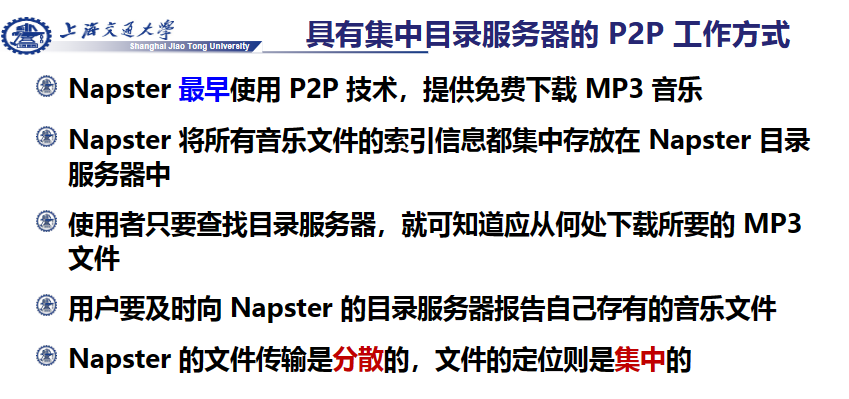 上海交通大学
Shanghai Jiao Tong University
具有集中目录服务器的 P2P 工作方式
Napster 最早使用 P2P 技术，提供免费下载 MP3 音乐
Napster 将所有音乐文件的索引信息都集中存放在 Napster 目录
服务器中
使用者只要查找目录服务器，就可知道应从何处下载所要的 MP3
文件
用户要及时向 Napster 的目录服务器报告自己存有的音乐文件
Napster 的文件传输是分散的，文件的定位则是集中的